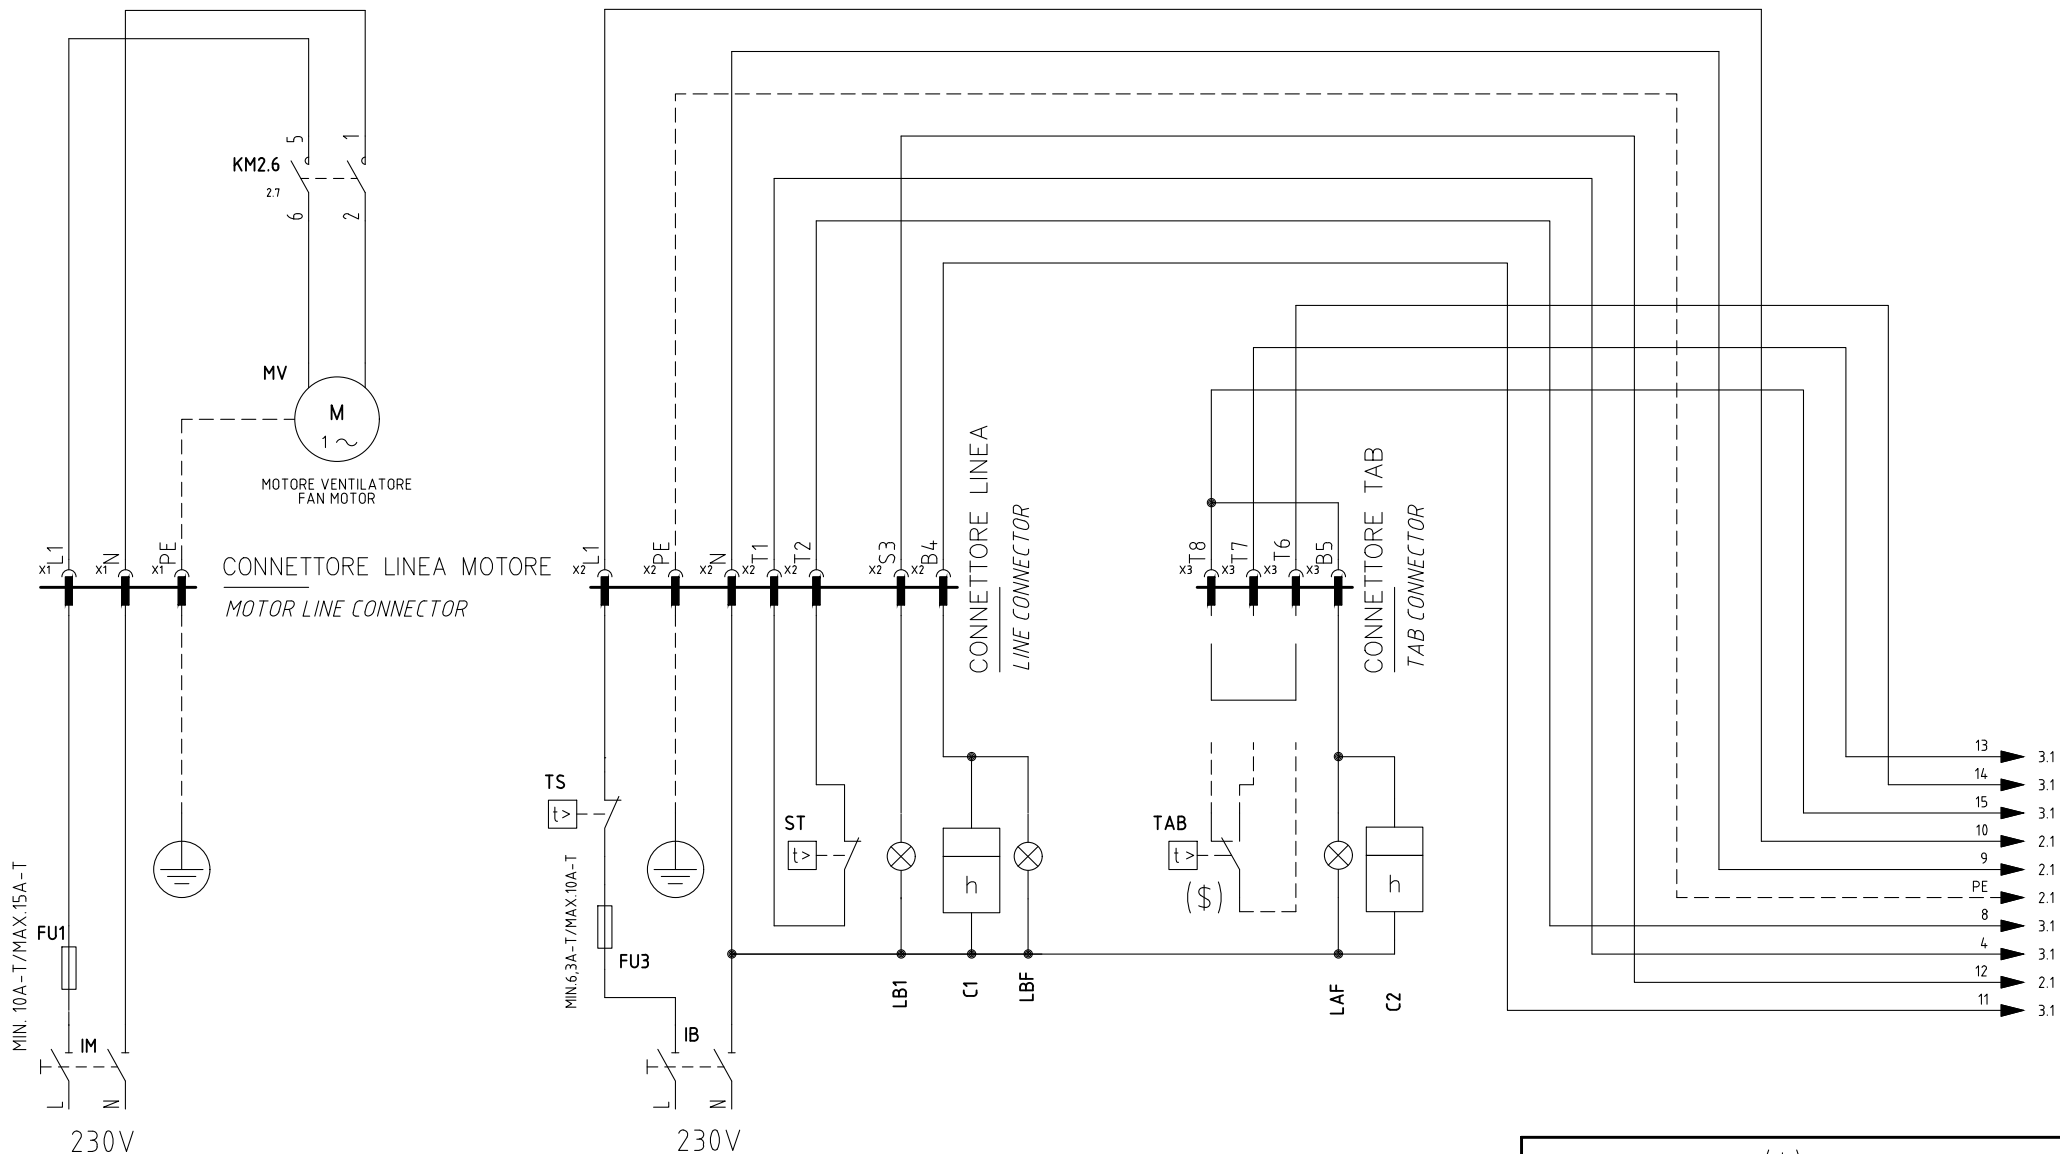 5
1
KM2.6
2.7
6
2
MV
M
1~
MOTORE VENTILATORE
FAN MOTOR
x1 L1
x1 N
x1 PE
CONNETTORE LINEA MOTORE
MOTOR LINE CONNECTOR
x2 L1
x2 PE
x2 N
x2 T1
x2 T2
x2 S3
x2 B4
CONNETTORE LINEA
LINE CONNECTOR
x3 T8
x3 T7
x3 T6
x3 B5
CONNETTORE TAB
TAB CONNECTOR
13 3.1
14 3.1
15 3.1
10 2.1
9 2.1
PE 2.1
8 3.1
4 3.1
12 2.1
11 3.1
TS
t>
ST
t>
TAB
t>
($)
h
h
MIN. 10A-T/MAX.15A-T
FU1
MIN.6,3A-T/MAX.10A-T
FU3
LB1
C1
LBF
LAF
C2
IM
IB
L
N
L
N
230V
230V